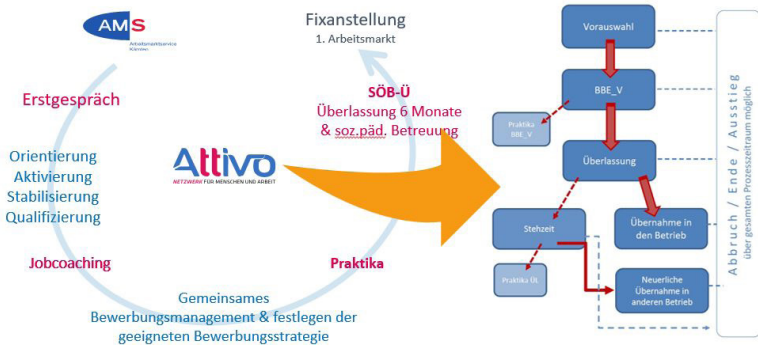 AMS
Arbeitsmarktservice
Kärnten
Erstgespräch
Orientierung
Aktivierung
Stabilisierung
Qualifizierung
Jobcoaching
Gemeinsames
Bewerbungsmanagement & festlegen der
geeigneten Bewerbungsstrategie
Praktika
SÖB-Ü
Überlassung 6 Monate
& soz.päd. Betreuung
Fixanstellung
1. Arbeitsmarkt
Attivo
NETZWERK FÜR MENSCHEN UND ARBEIT
Vorauswahl
BBE_V
Praktika
BBE_V
Überlassung
Stehzeit
Übernahme in
den Betrieb
Praktika ÜL
Neuerliche
Übernahme in
anderen Betrieb
Abbruch / Ende / Ausstieg
über gesamten Prozesszeitraum möglich